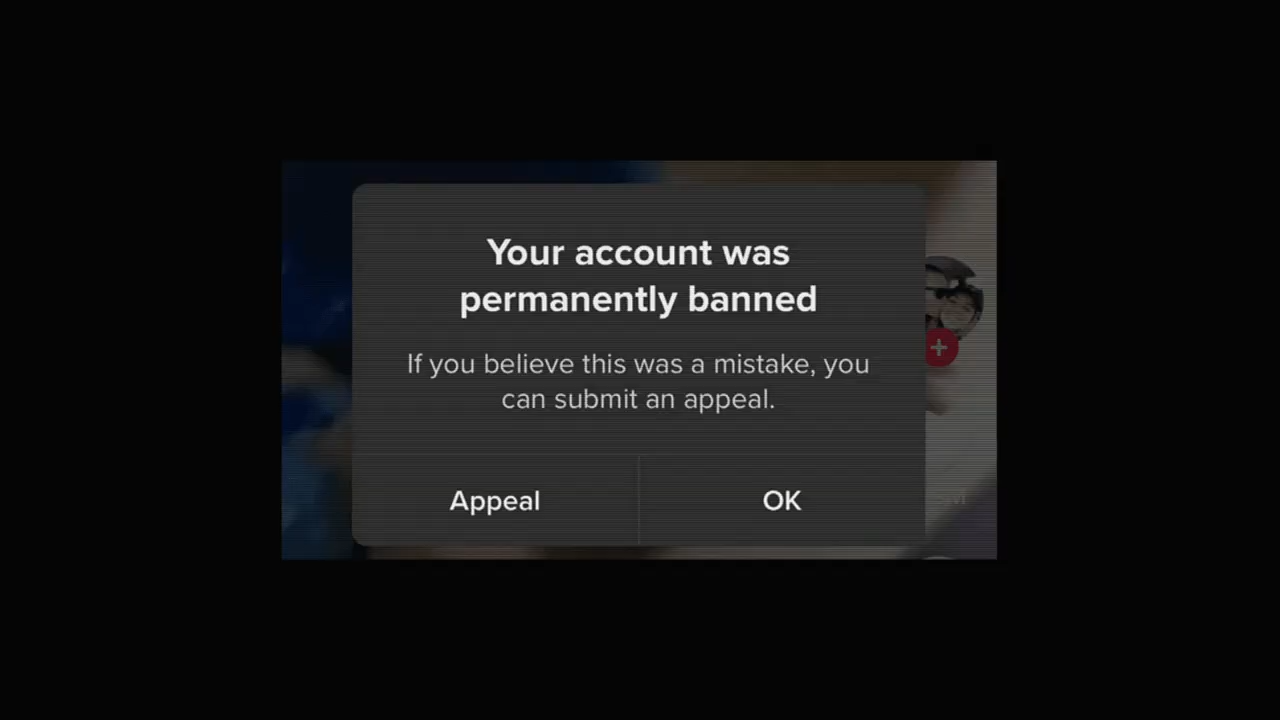 Your account was
permanently banned
If you believe this was a mistake, you
can submit an appeal.
Appeal
OK